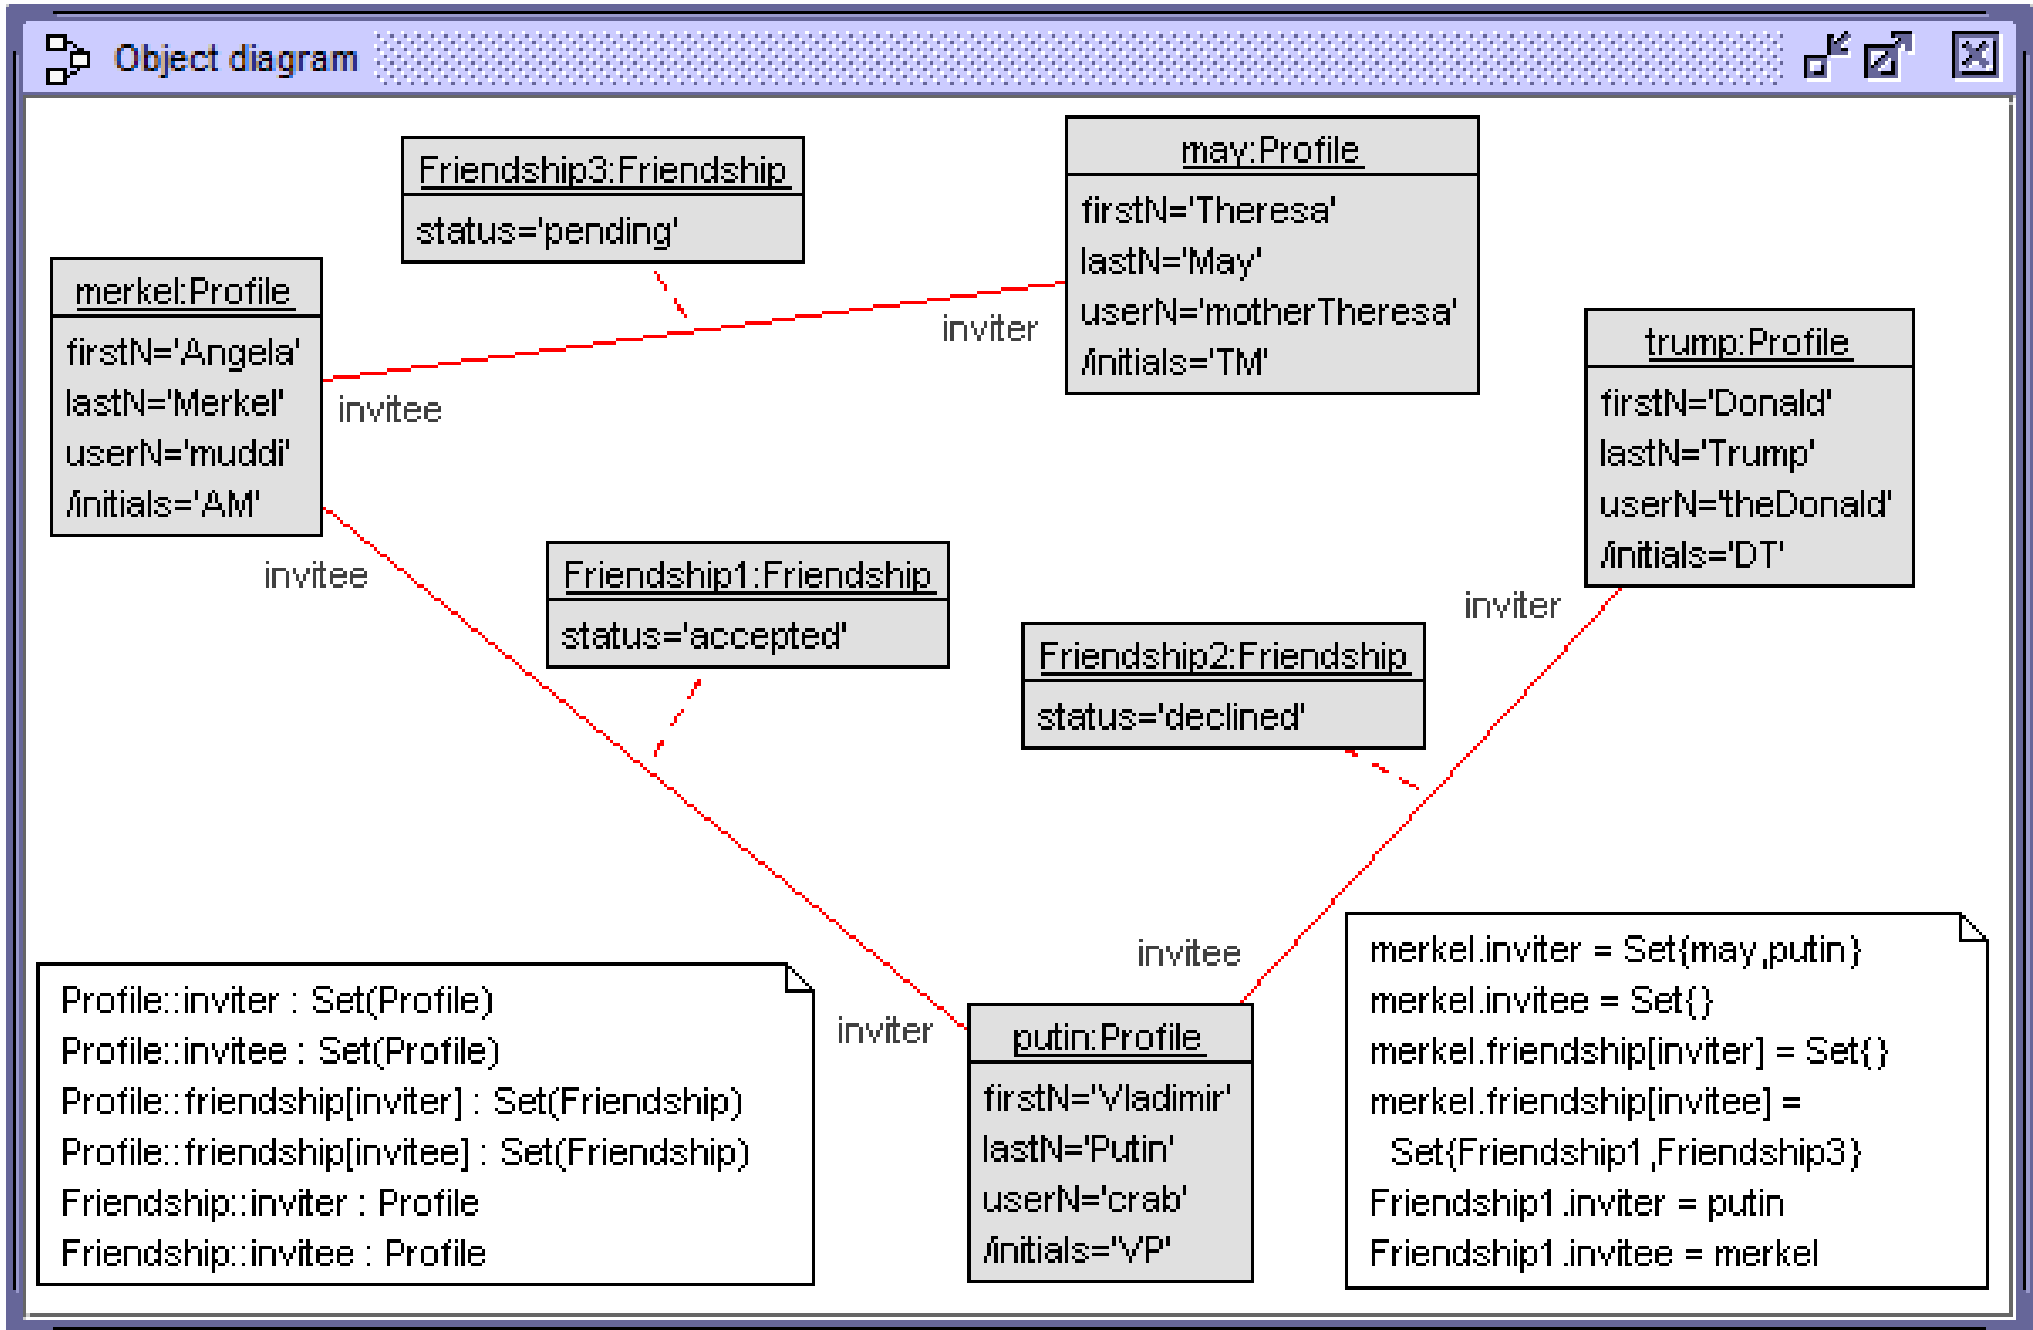 Object diagram
Friendship3:Friendship
status='pending'
may:Profile
firstN='Theresa'
lastN='May'
userN='motherTheresa'
/initials='TM'
merkel:Profile
firstN='Angela'
lastN='Merkel'
userN='muddi'
/initials='AM'
inviter
invitee
trump:Profile
firstN='Donald'
lastN='Trump'
userN='theDonald'
/initials='DT'
invitee
Friendship1:Friendship
status='accepted'
inviter
Friendship2:Friendship
status='declined'
invitee
inviter
putin:Profile
firstN='Vladimir'
lastN='Putin'
userN='crab'
/initials='VP'
Profile::inviter : Set(Profile)
Profile::invitee : Set(Profile)
Profile::friendship[inviter] : Set(Friendship)
Profile::friendship[invitee] : Set(Friendship)
Friendship::inviter : Profile
Friendship::invitee : Profile
merkel.inviter = Set{may,putin}
merkel.invitee = Set{}
merkel.friendship[inviter] = Set{}
merkel.friendship[invitee] =
Set{Friendship1,Friendship3}
Friendship1.inviter = putin
Friendship1.invitee = merkel